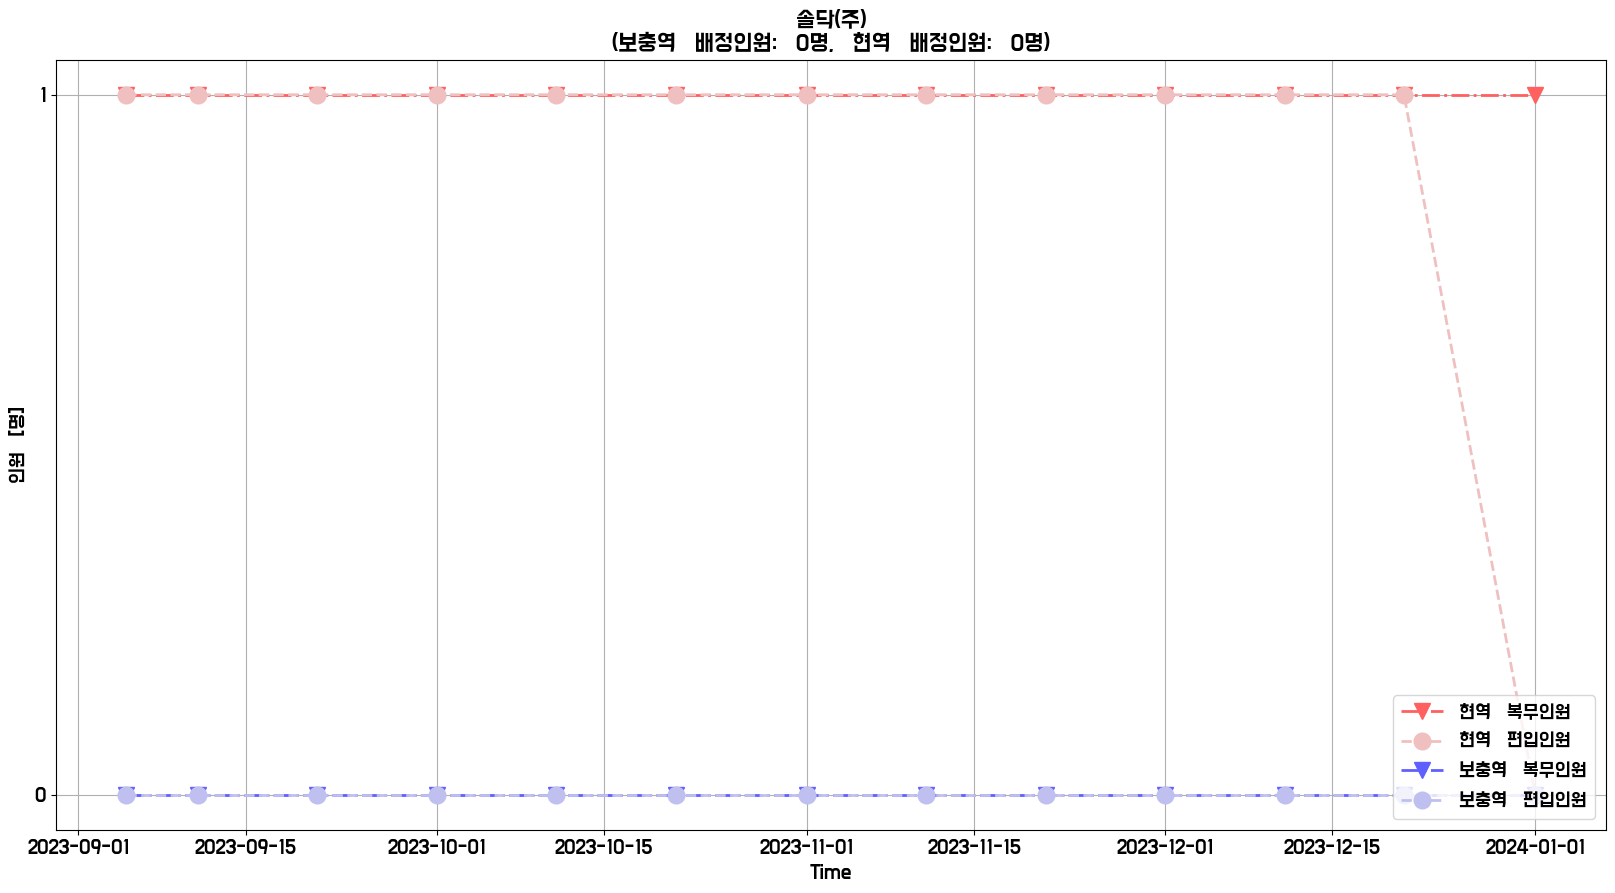 솔닥(주)
(보충역 배정인원: 0명, 현역 배정인원: 0명)
인원 [명]
1
0
2023-09-01 2023-09-15 2023-10-01 2023-10-15 2023-11-01 2023-11-15 2023-12-01 2023-12-15 2024-01-01
Time
현역 복무인원
현역 편입인원
보충역 복무인원
보충역 편입인원